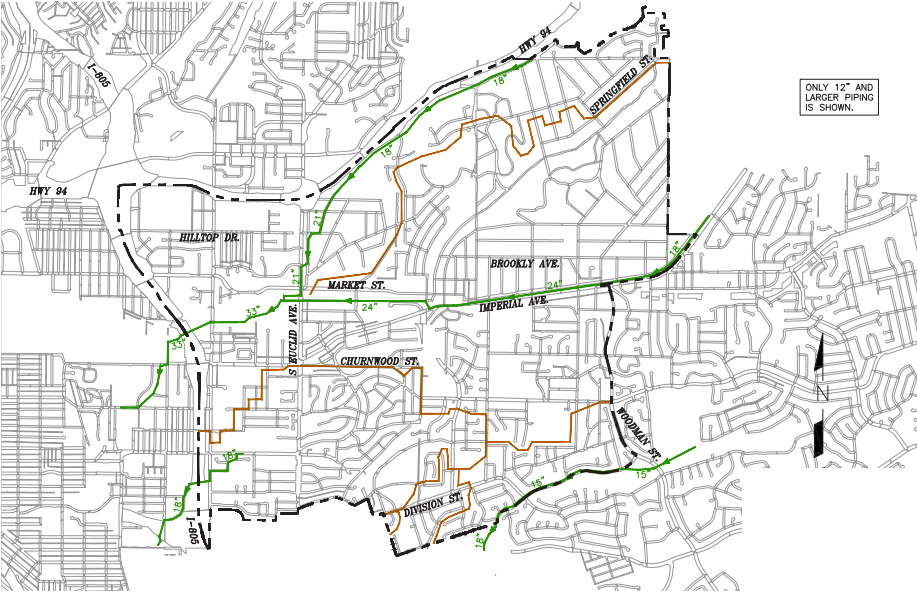 HWY 94
18"
I-805
SPRINGFIELD ST.
ONLY 12" AND
LARGER PIPING
IS SHOWN.
18"
HWY 94
21"
HILLTOP DR.
18"
BROOKLY AVE.
21"
MARKET ST.
24"
24"
IMPERIAL AVE.
33"
S EUCLID AVE.
33"
CHURNWOOD ST.
N
WOODMAN ST.
18"
15"
15"
18"
DIVISION ST.
I-805
18"